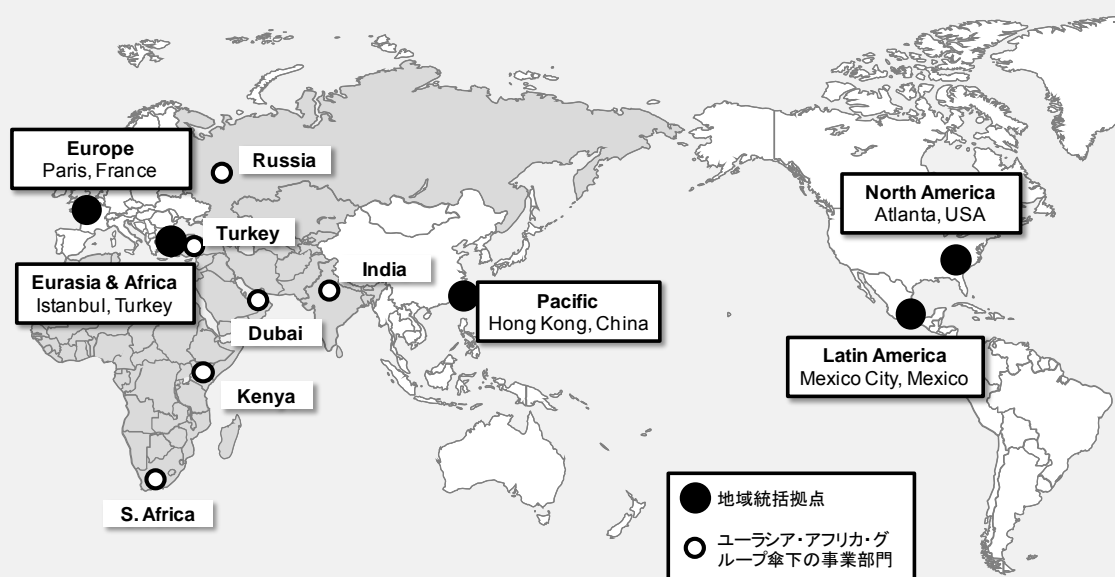 Europe
Paris, France
Russia
Turkey
Eurasia & Africa
Istanbul, Turkey
India
Dubai
Kenya
S. Africa
Pacific
Hong Kong, China
North America
Atlanta, USA
Latin America
Mexico City, Mexico
地域統括拠点
ユーラシア・アフリカ・グ
ループ傘下の事業部門